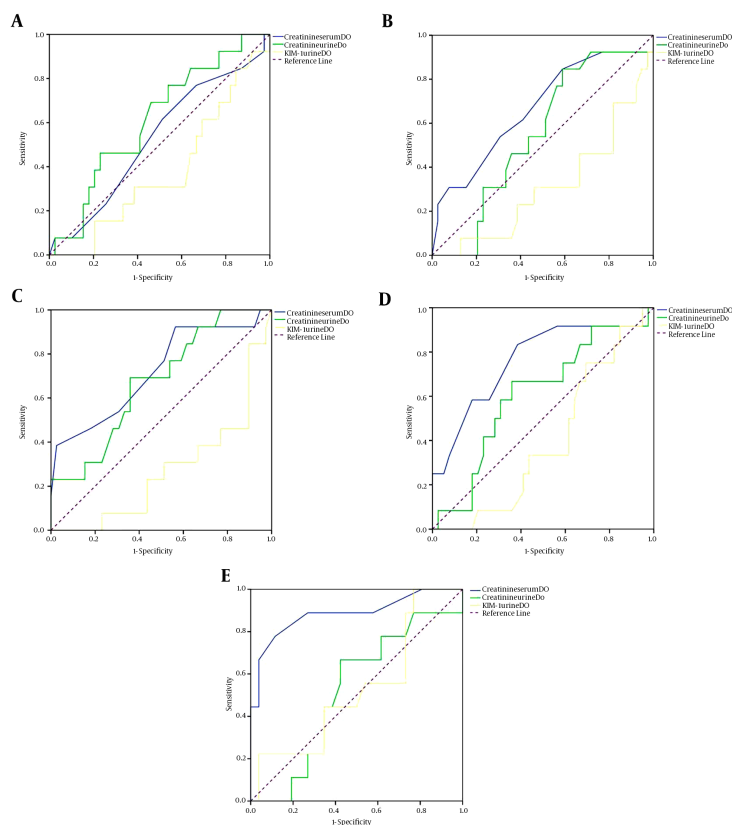 A
1.0
0.8
0.6
0.4
0.2
0.0
Sensitivity
0.0 0.2 0.4 0.6 0.8 1.0
1-Specificity
CreatinineserumDO
CreatinineurineDo
KIM-1urineDO
Reference Line
B
1.0
0.8
0.6
0.4
0.2
0.0
Sensitivity
0.0 0.2 0.4 0.6 0.8 1.0
1-Specificity
CreatinineserumDO
CreatinineurineDo
KIM-1urineDO
Reference Line
C
1.0
0.8
0.6
0.4
0.2
0.0
Sensitivity
0.0 0.2 0.4 0.6 0.8 1.0
1-Specificity
CreatinineserumDO
CreatinineurineDo
KIM-1urineDO
Reference Line
D
1.0
0.8
0.6
0.4
0.2
0.0
Sensitivity
0.0 0.2 0.4 0.6 0.8 1.0
1-Specificity
CreatinineserumDO
CreatinineurineDo
KIM-1urineDO
Reference Line
E
1.0
0.8
0.6
0.4
0.2
0.0
Sensitivity
0.0 0.2 0.4 0.6 0.8 1.0
1-Specificity
CreatinineserumDO
CreatinineurineDo
KIM-1urineDO
Reference Line